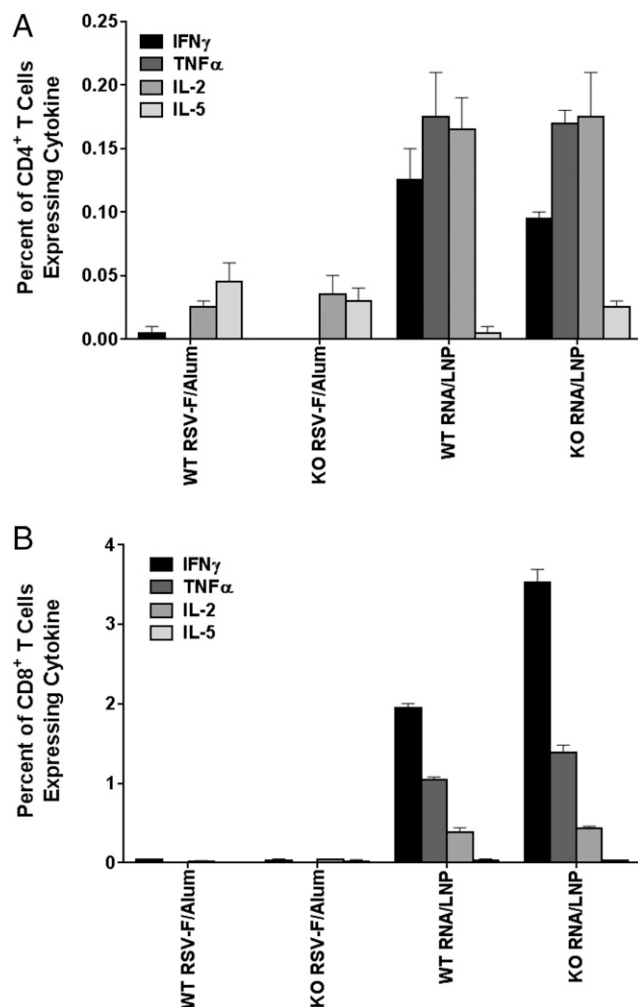 A
Percent of CD4+ T Cells
Expressing Cytokine
0.25
0.20
0.15
0.10
0.05
0.00
IFNγ
TNFα
IL-2
IL-5
WT RSV-F/Alum
KO RSV-F/Alum
WT RNA/LNP
KO RNA/LNP
B
Percent of CD8+ T Cells
Expressing Cytokine
4
3
2
1
0
IFNγ
TNFα
IL-2
IL-5
WT RSV-F/Alum
KO RSV-F/Alum
WT RNA/LNP
KO RNA/LNP